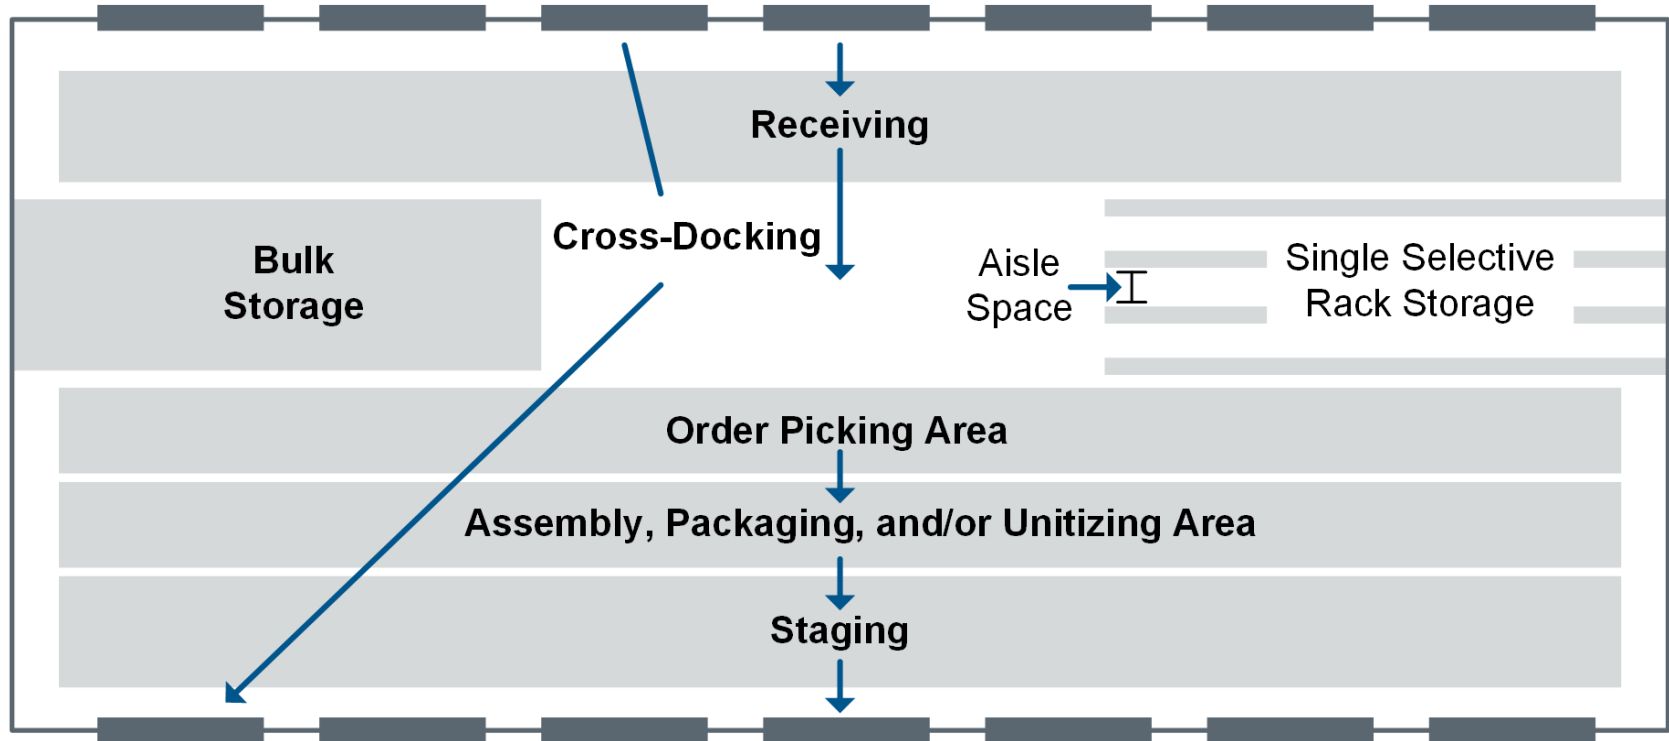 Receiving
Bulk
Storage
Cross-Docking
Aisle
Space
Single Selective
Rack Storage
Order Picking Area
Assembly, Packaging, and/or Unitizing Area
Staging